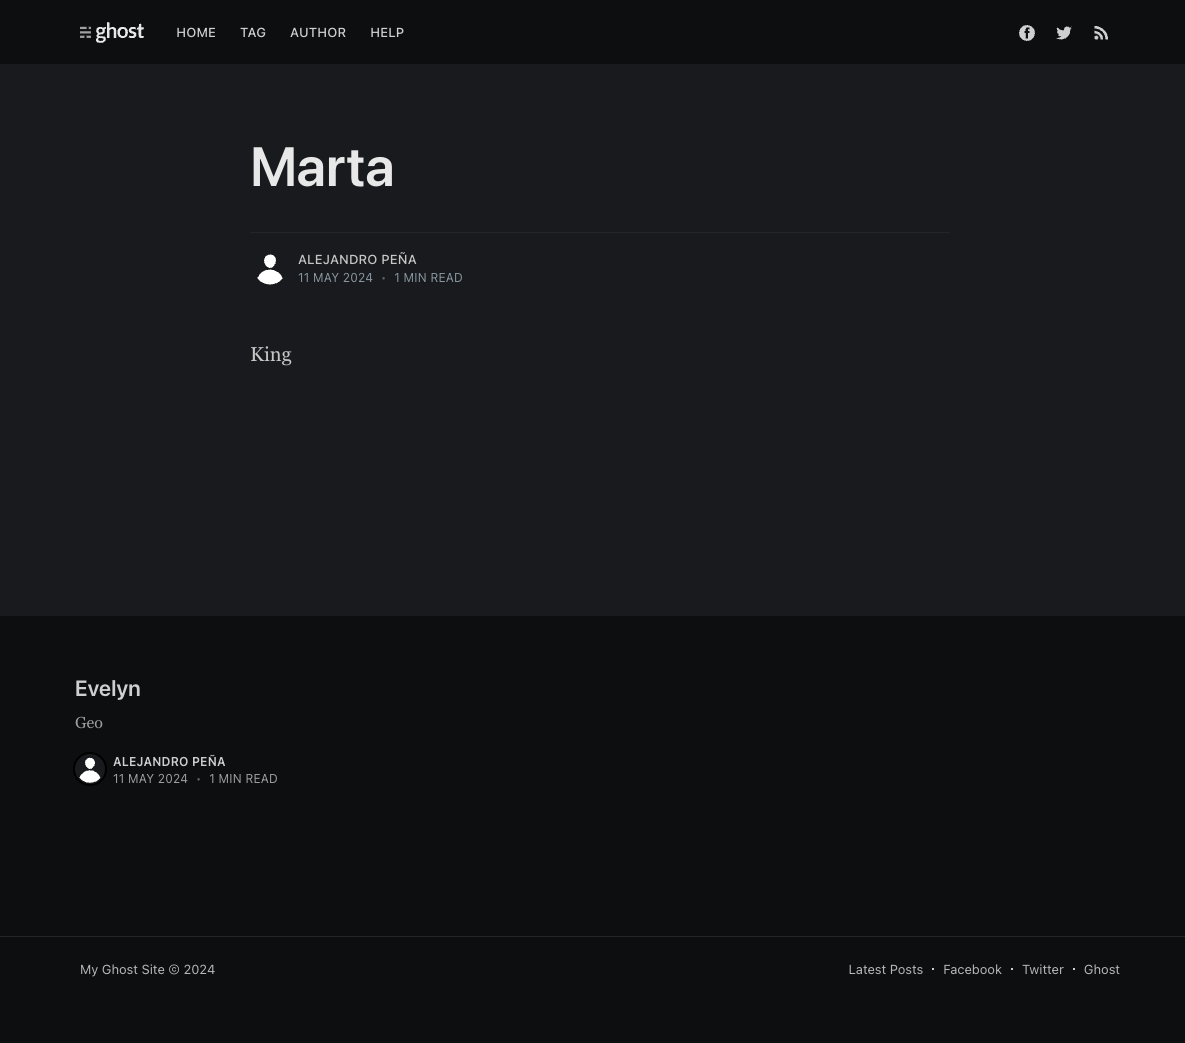 ghost
HOME
TAG
AUTHOR
HELP
Marta
ALEJANDRO PEÑA
11 MAY 2024 • 1 MIN READ
King
Evelyn
Geo
ALEJANDRO PEÑA
11 MAY 2024 • 1 MIN READ
My Ghost Site © 2024
Latest Posts • Facebook • Twitter • Ghost